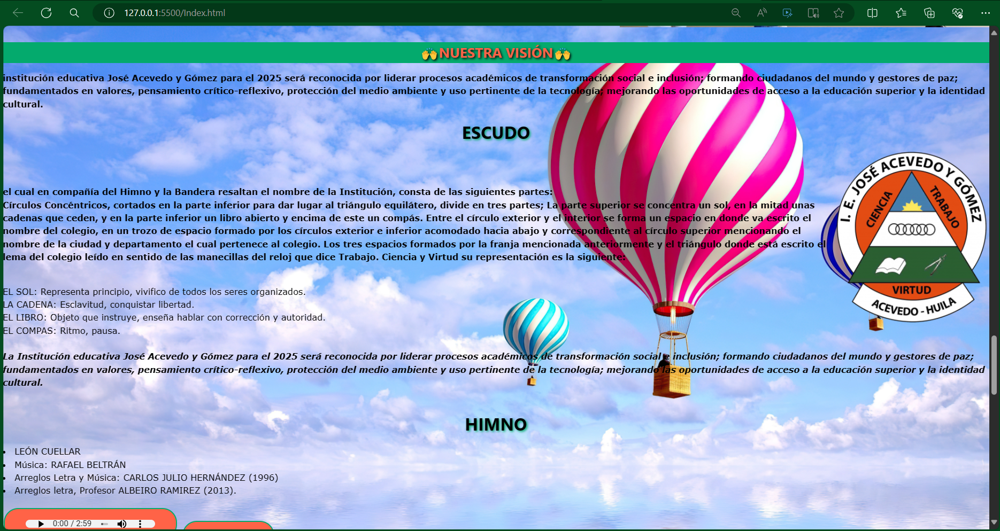 127.0.0.1:5500/Index.html
🙌NUESTRA VISIÓN🙌
institución educativa José Acevedo y Gómez para el 2025 será reconocida por liderar procesos académicos de transformación social e inclusión; formando ciudadanos del mundo y gestores de paz;
fundamentados en valores, pensamiento crítico-reflexivo, protección del medio ambiente y uso pertinente de la tecnología; mejorando las oportunidades de acceso a la educación superior y la identidad
cultural.
ESCUDO
el cual en compañía del Himno y la Bandera resaltan el nombre de la Institución, consta de las siguientes partes:
Círculos Concéntricos, cortados en la parte inferior para dar lugar al triángulo equilátero, divide en tres partes; La parte superior se concentra un sol, en la mitad unas
cadenas que ceden, y en la parte inferior un libro abierto y encima de este un compás. Entre el círculo exterior y el interior se forma un espacio en donde va escrito el
nombre del colegio, en un trozo de espacio formado por los círculos exterior e inferior acomodado hacia abajo y correspondiente al círculo superior mencionando el
nombre de la ciudad y departamento el cual pertenece al colegio. Los tres espacios formados por la franja mencionada anteriormente y el triángulo donde está escrito el
lema del colegio leído en sentido de las manecillas del reloj que dice Trabajo. Ciencia y Virtud su representación es la siguiente:
I. E. JOSÉ ACEVEDO Y GÓMEZ
CIENCIA
TRABAJO
VIRTUD
ACEVEDO - HUILA
EL SOL: Representa principio, vivifico de todos los seres organizados.
LA CADENA: Esclavitud, conquistar libertad.
EL LIBRO: Objeto que instruye, enseña hablar con corrección y autoridad.
EL COMPAS: Ritmo, pausa.
La Institución educativa José Acevedo y Gómez para el 2025 será reconocida por liderar procesos académicos de transformación social e inclusión; formando ciudadanos del mundo y gestores de paz;
fundamentados en valores, pensamiento crítico-reflexivo, protección del medio ambiente y uso pertinente de la tecnología; mejorando las oportunidades de acceso a la educación superior y la identidad
cultural.
HIMNO
• LEÓN CUELLAR
• Música: RAFAEL BELTRÁN
• Arreglos Letra y Música: CARLOS JULIO HERNÁNDEZ (1996)
• Arreglos letra, Profesor ALBEIRO RAMIREZ (2013).
0:00 / 2:59